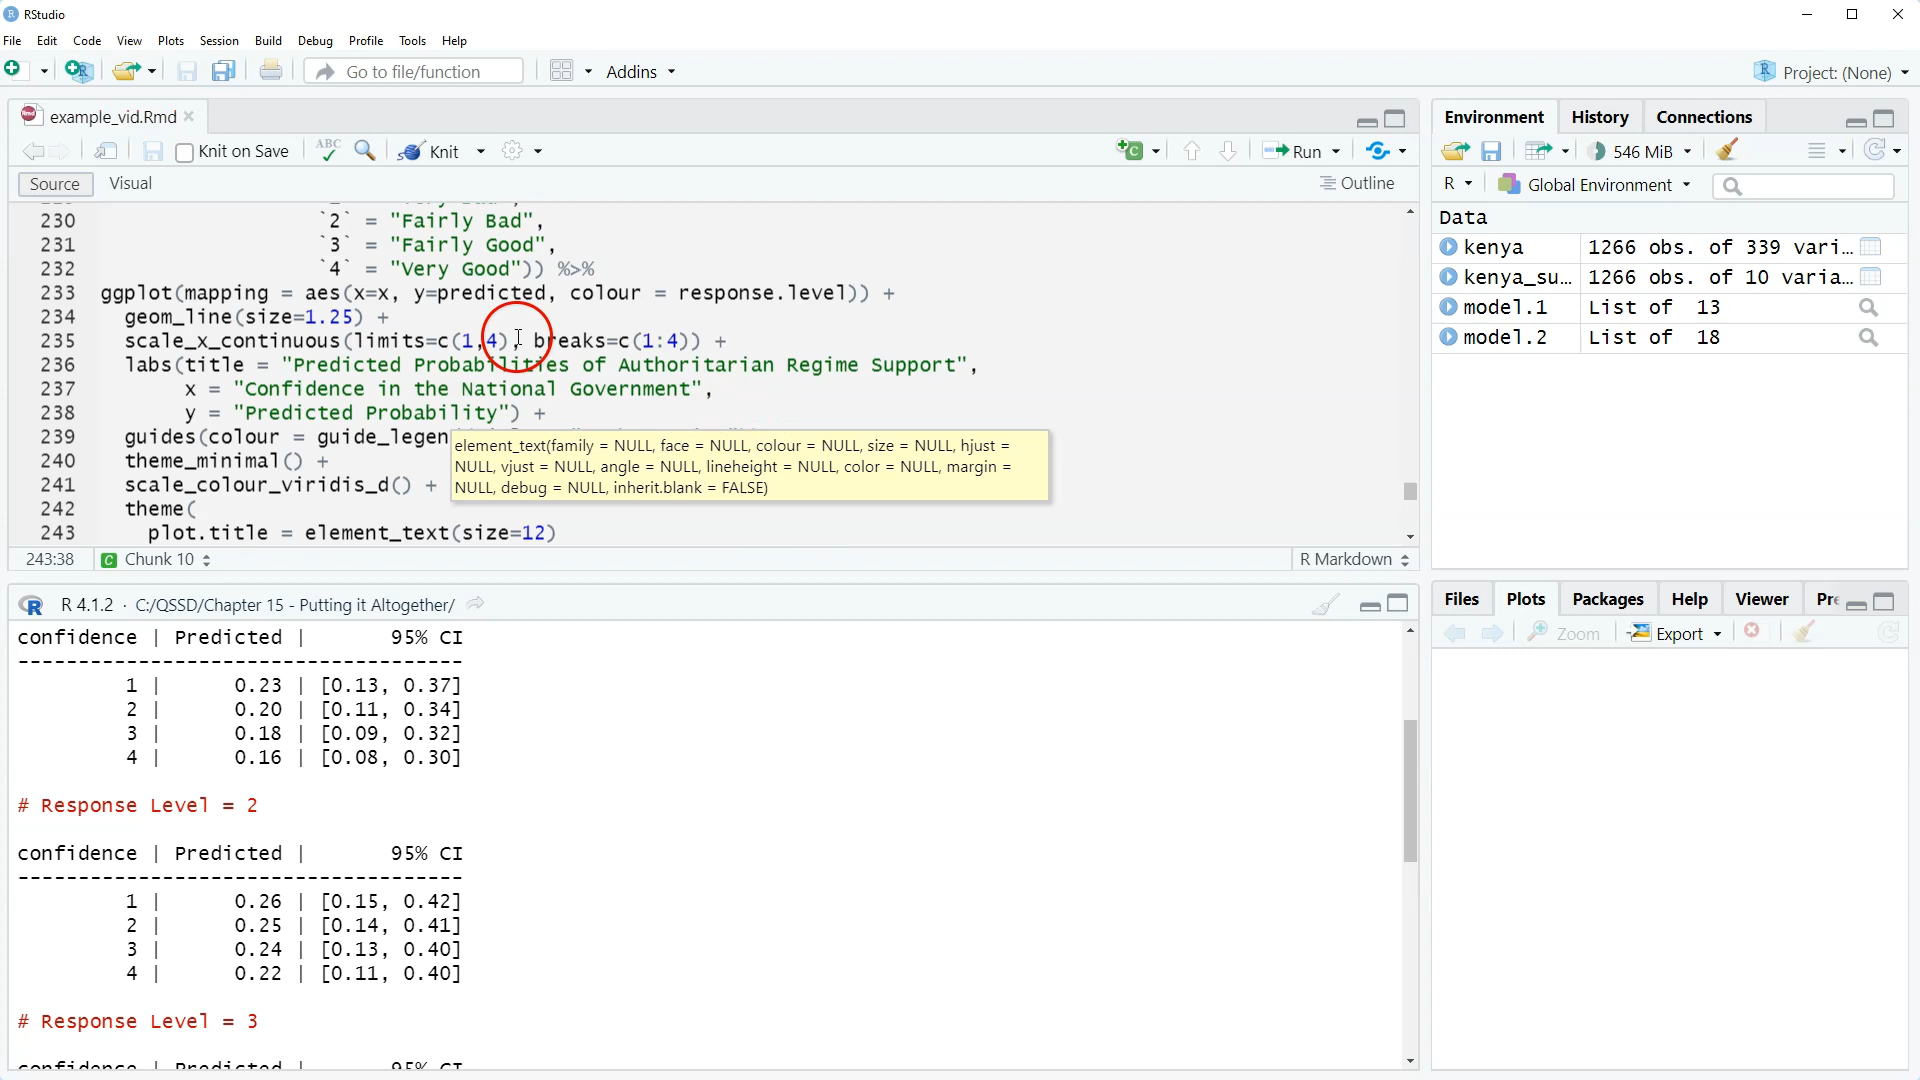 RStudio
File Edit Code View Plots Session Build Debug Profile Tools Help
Go to file/function Addins Project: (None)
example_vid.Rmd
Knit on Save ABC Knit Run
Source Visual Outline
230 `2` = "Fairly Bad",
231 `3` = "Fairly Good",
232 `4` = "Very Good")) %>%
233 ggplot(mapping = aes(x=x, y=predicted, colour = response.level)) +
234 geom_line(size=1.25) +
235 scale_x_continuous(limits=c(1,4), breaks=c(1:4)) +
236 labs(title = "Predicted Probabilities of Authoritarian Regime Support",
237 x = "Confidence in the National Government",
238 y = "Predicted Probability") +
239 guides(colour = guide_legen
240 theme_minimal() +
241 scale_colour_viridis_d() +
242 theme(
243 plot.title = element_text(size=12)
element_text(family = NULL, face = NULL, colour = NULL, size = NULL, hjust =
NULL, vjust = NULL, angle = NULL, lineheight = NULL, color = NULL, margin =
NULL, debug = NULL, inherit.blank = FALSE)
243:38 C Chunk 10 R Markdown
R 4.1.2 · C:/QSSD/Chapter 15 - Putting it Altogether/
confidence | Predicted | 95% CI
---------------------------------------
1 | 0.23 | [0.13, 0.37]
2 | 0.20 | [0.11, 0.34]
3 | 0.18 | [0.09, 0.32]
4 | 0.16 | [0.08, 0.30]
# Response Level = 2
confidence | Predicted | 95% CI
---------------------------------------
1 | 0.26 | [0.15, 0.42]
2 | 0.25 | [0.14, 0.41]
3 | 0.24 | [0.13, 0.40]
4 | 0.22 | [0.11, 0.40]
# Response Level = 3
confidence | Predicted | 95% CI
Environment History Connections
546 MiB
R Global Environment
Data
kenya 1266 obs. of 339 vari…
kenya_su… 1266 obs. of 10 varia…
model.1 List of 13
model.2 List of 18
Files Plots Packages Help Viewer Pre
Zoom Export